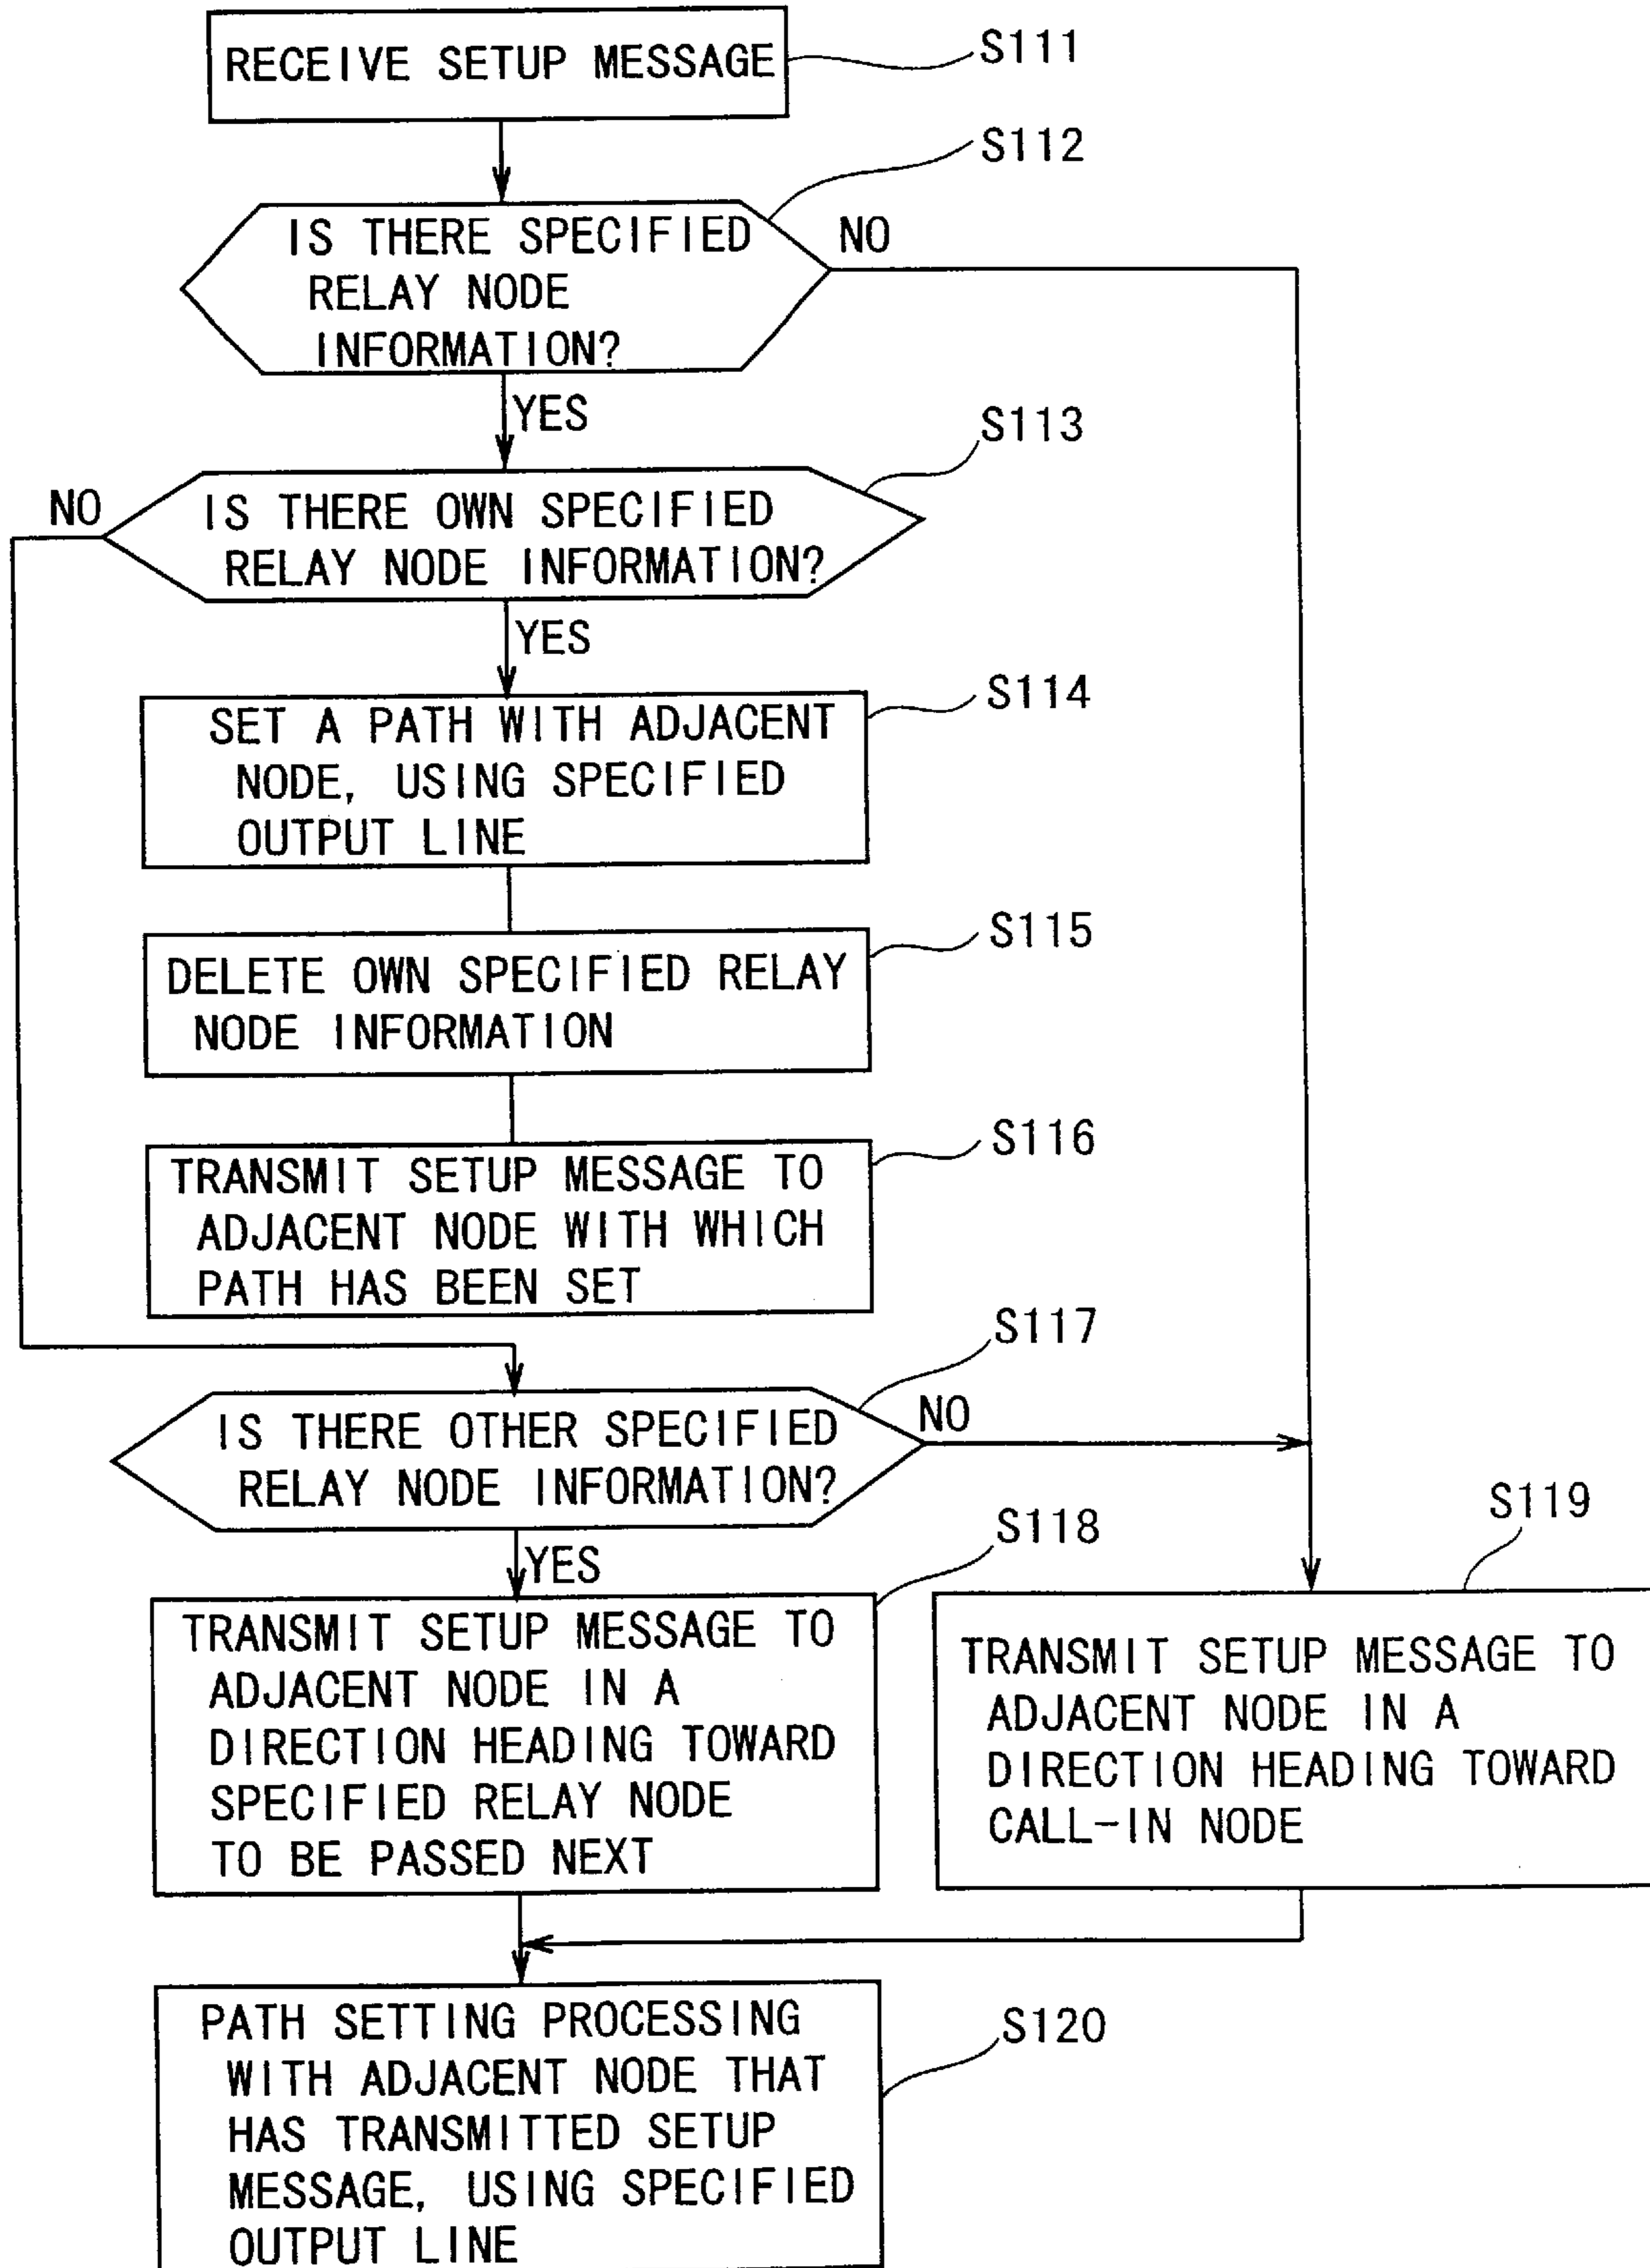 RECEIVE SETUP MESSAGE
S111
S112
IS THERE SPECIFIED
RELAY NODE
INFORMATION?
NO
YES
S113
NO
IS THERE OWN SPECIFIED
RELAY NODE INFORMATION?
YES
S114
SET A PATH WITH ADJACENT
NODE, USING SPECIFIED
OUTPUT LINE
S115
DELETE OWN SPECIFIED RELAY
NODE INFORMATION
S116
TRANSMIT SETUP MESSAGE TO
ADJACENT NODE WITH WHICH
PATH HAS BEEN SET
S117
IS THERE OTHER SPECIFIED
RELAY NODE INFORMATION?
NO
YES
S118
TRANSMIT SETUP MESSAGE TO
ADJACENT NODE IN A
DIRECTION HEADING TOWARD
SPECIFIED RELAY NODE
TO BE PASSED NEXT
S119
TRANSMIT SETUP MESSAGE TO
ADJACENT NODE IN A
DIRECTION HEADING TOWARD
CALL-IN NODE
S120
PATH SETTING PROCESSING
WITH ADJACENT NODE THAT
HAS TRANSMITTED SETUP
MESSAGE, USING SPECIFIED
OUTPUT LINE